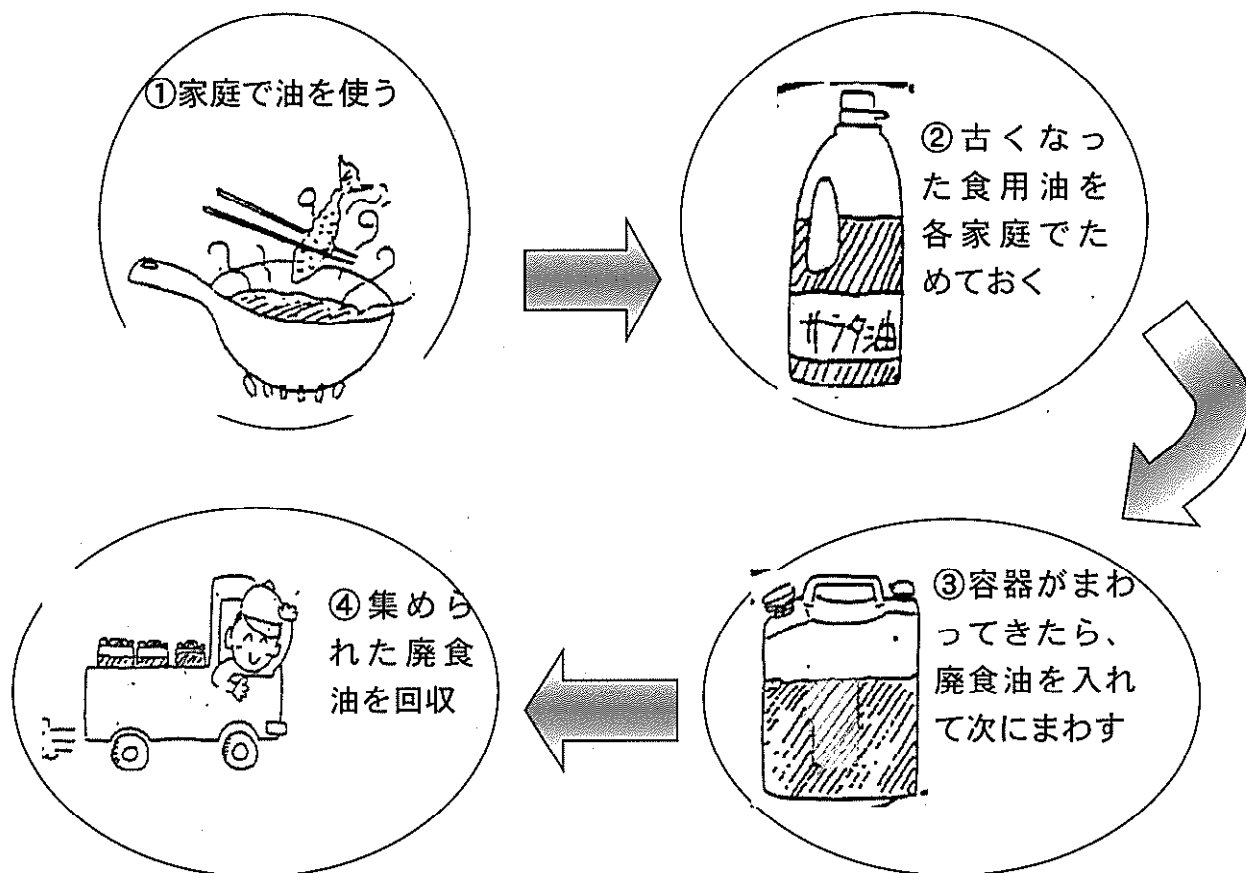 ①家庭で油を使う
②古くなっ
た食用油を
各家庭でた
めておく
サラダ油
③容器がまわ
ってきたら、
廃食油を入れ
て次にまわす
④集めら
れた廃食
油を回収